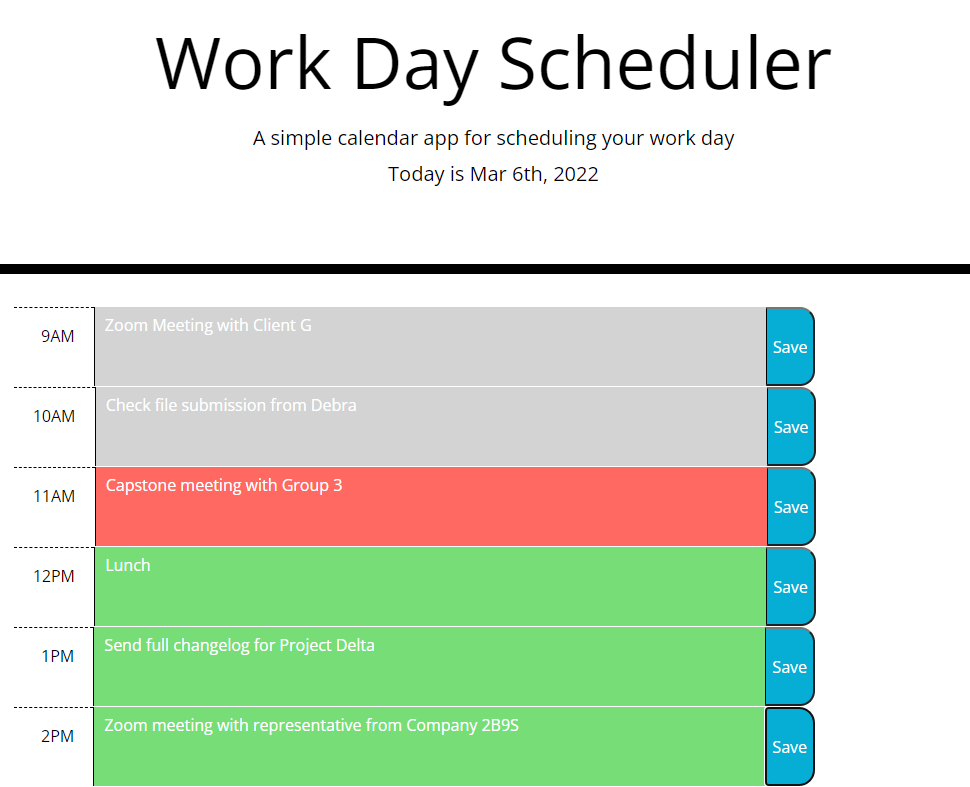 Work Day Scheduler
A simple calendar app for scheduling your work day
Today is Mar 6th, 2022
9AM Zoom Meeting with Client G Save
10AM Check file submission from Debra Save
11AM Capstone meeting with Group 3 Save
12PM Lunch Save
1PM Send full changelog for Project Delta Save
2PM Zoom meeting with representative from Company 2B9S Save